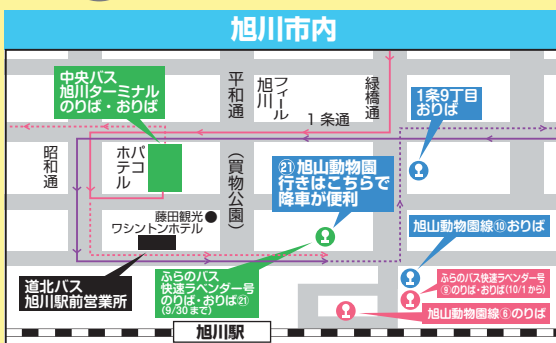 旭川市内
中央バス
旭川ターミナル
のりば・おりば
平和通
フィール
旭川
緑橋通
1条通
1条9丁目
おりば
昭和通
パコ
ホテル
(買物公園)
㉑旭山動物園
行きはこちらで
降車が便利
藤田観光
ワシントンホテル
旭山動物園線⑩おりば
道北バス
旭川駅前営業所
ふらのバス
快速ラベンダー号
のりば・おりば㉑
(9/30まで)
ふらのバス快速ラベンダー号
⑨のりば・おりば(10/1から)
旭山動物園線⑥のりば
旭川駅